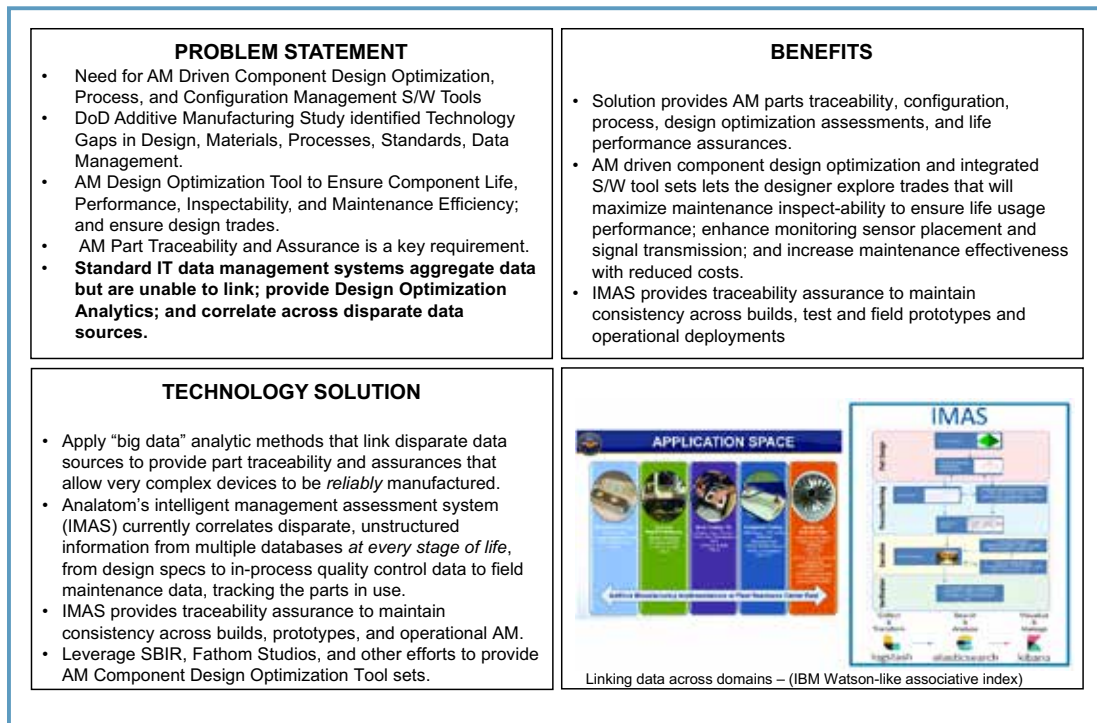 PROBLEM STATEMENT
• Need for AM Driven Component Design Optimization,
Process, and Configuration Management S/W Tools
• DoD Additive Manufacturing Study identified Technology
Gaps in Design, Materials, Processes, Standards, Data
Management.
• AM Design Optimization Tool to Ensure Component Life,
Performance, Inspectability, and Maintenance Efficiency;
and ensure design trades.
• AM Part Traceability and Assurance is a key requirement.
• Standard IT data management systems aggregate data
but are unable to link; provide Design Optimization
Analytics; and correlate across disparate data
sources.
BENEFITS
• Solution provides AM parts traceability, configuration,
process, design optimization assessments, and life
performance assurances.
• AM driven component design optimization and integrated
S/W tool sets lets the designer explore trades that will
maximize maintenance inspect-ability to ensure life usage
performance; enhance monitoring sensor placement and
signal transmission; and increase maintenance effectiveness
with reduced costs.
• IMAS provides traceability assurance to maintain
consistency across builds, test and field prototypes and
operational deployments
TECHNOLOGY SOLUTION
• Apply “big data” analytic methods that link disparate data
sources to provide part traceability and assurances that
allow very complex devices to be reliably manufactured.
• Analatom’s intelligent management assessment system
(IMAS) currently correlates disparate, unstructured
information from multiple databases at every stage of life,
from design specs to in-process quality control data to field
maintenance data, tracking the parts in use.
• IMAS provides traceability assurance to maintain
consistency across builds, prototypes, and operational AM.
• Leverage SBIR, Fathom Studios, and other efforts to provide
AM Component Design Optimization Tool sets.
APPLICATION SPACE
IMAS
logstash elasticsearch kibana
Linking data across domains – (IBM Watson-like associative index)